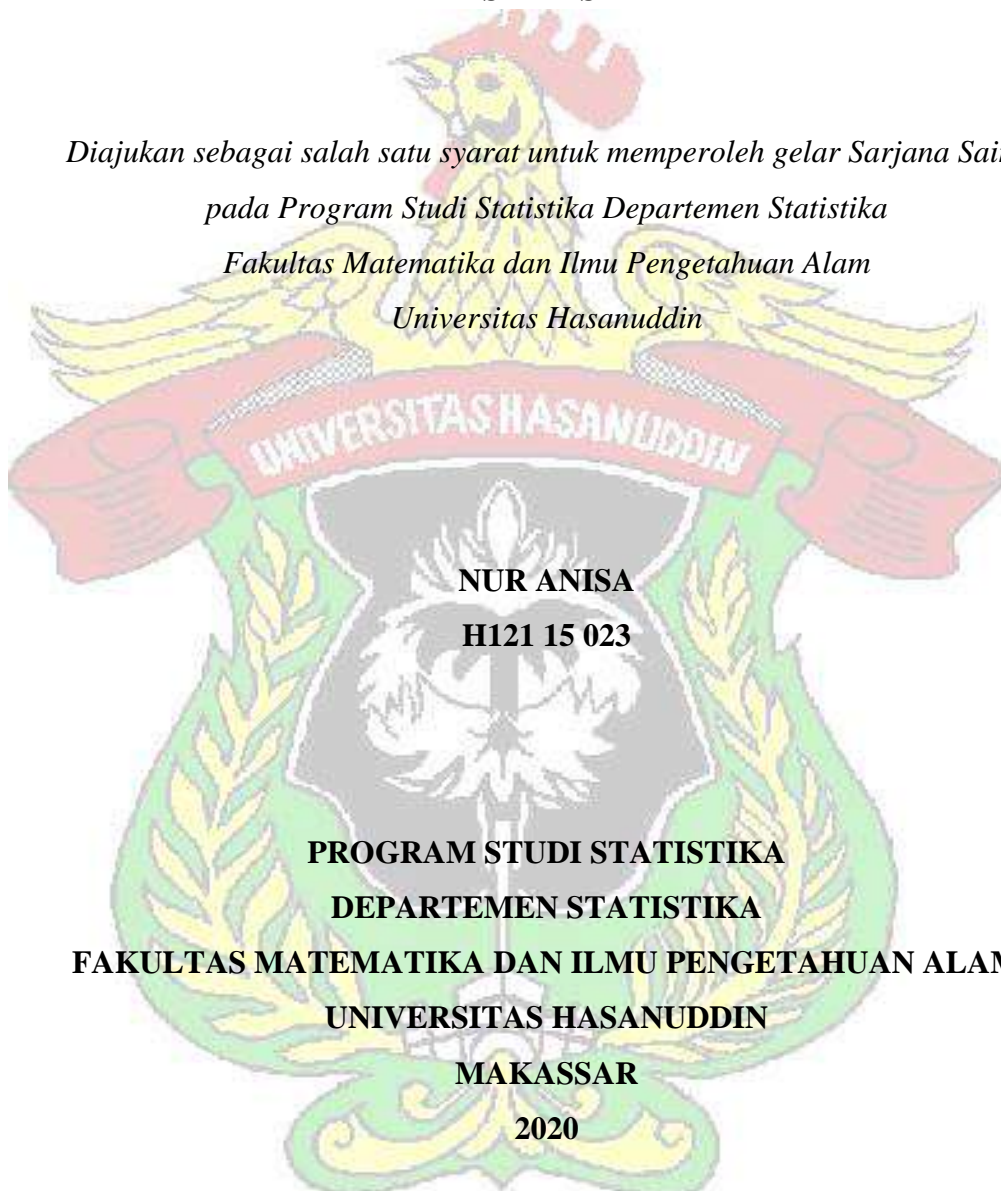 Diajukan sebagai salah satu syarat untuk memperoleh gelar Sarjana
pada Program Studi Statistika Departemen Statistika
Fakultas Matematika dan Ilmu Pengetahuan Alam
Universitas Hasanuddin
UNIVERSITAS HASANUDDIN
NUR ANISA
H121 15 023
PROGRAM STUDI STATISTIKA
DEPARTEMEN STATISTIKA
FAKULTAS MATEMATIKA DAN ILMU PENGETAHUAN ALAM
UNIVERSITAS HASANUDDIN
MAKASSAR
2020